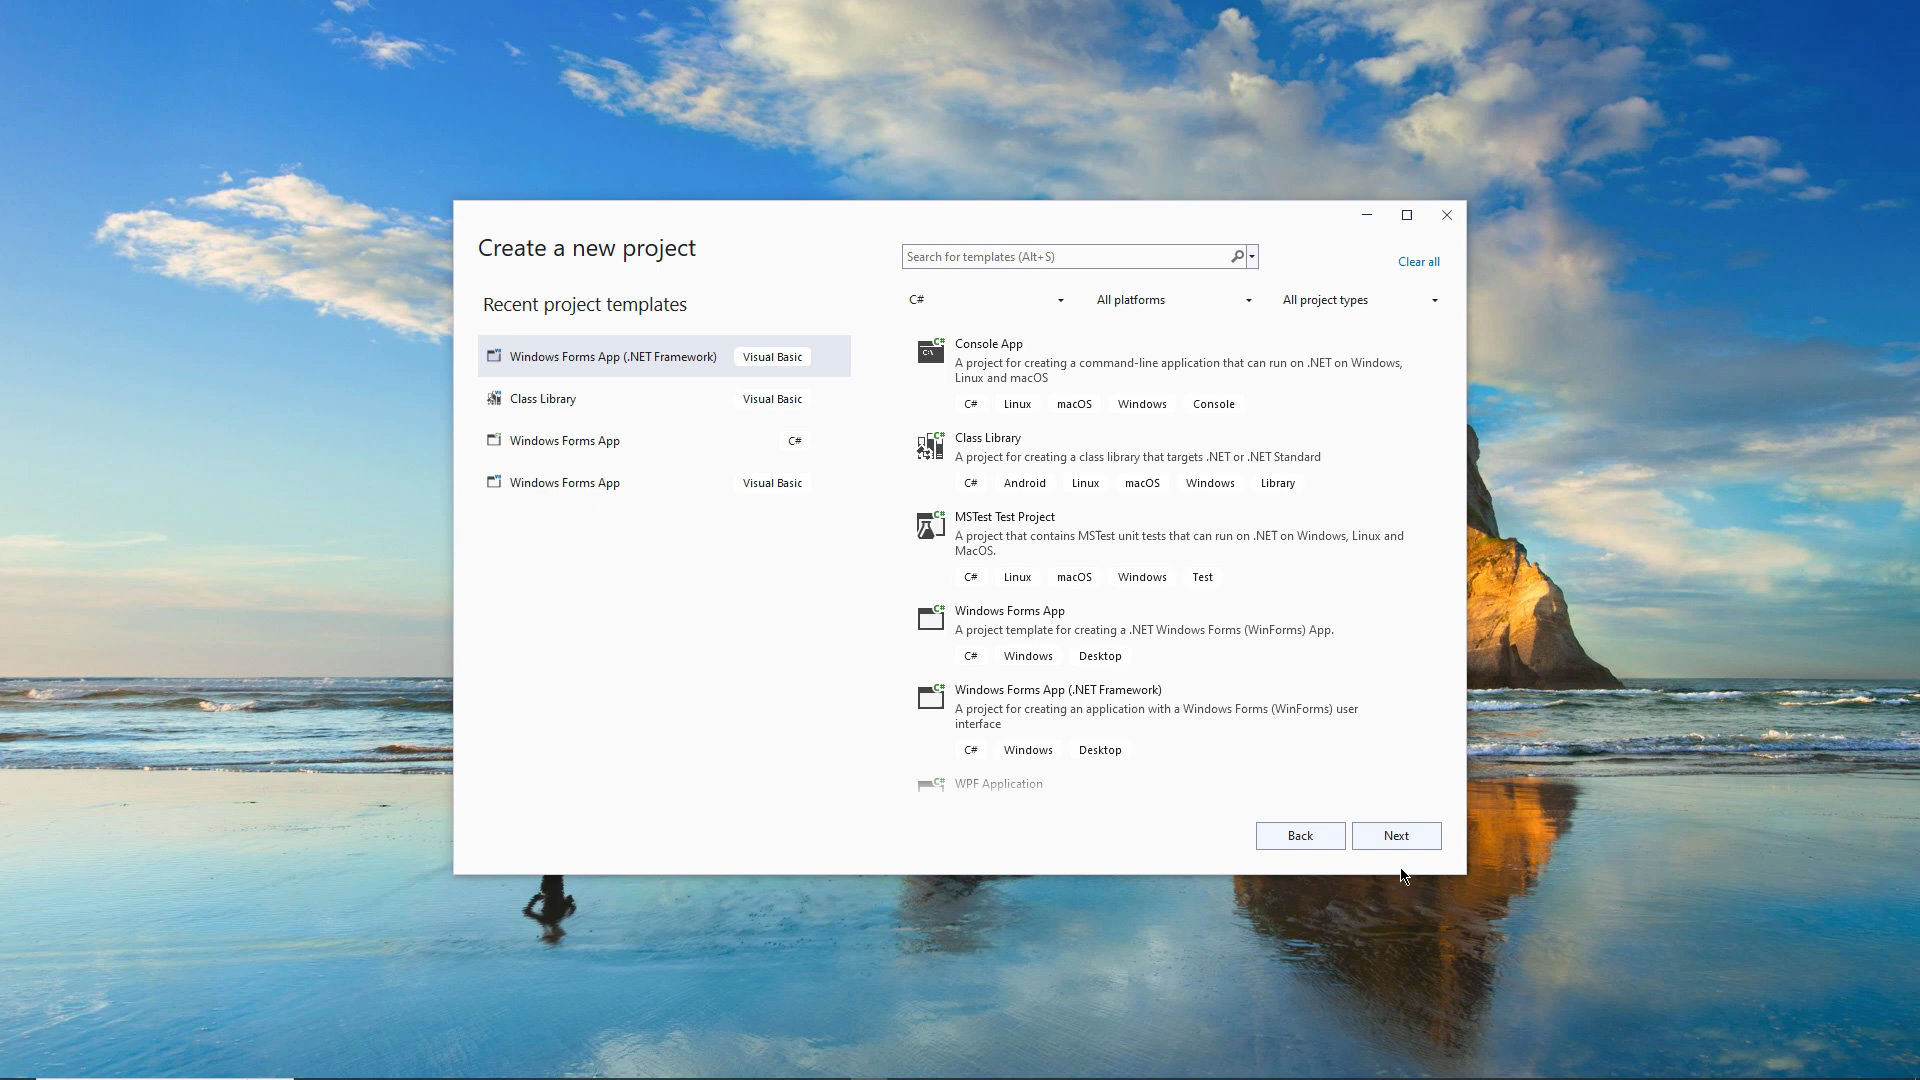 Create a new project
Search for templates (Alt+S)
Clear all
Recent project templates
C#
All platforms
All project types
Windows Forms App (.NET Framework)
Visual Basic
Class Library
Visual Basic
Windows Forms App
C#
Windows Forms App
Visual Basic
Console App
A project for creating a command-line application that can run on .NET on Windows,
Linux and macOS
C# Linux macOS Windows Console
Class Library
A project for creating a class library that targets .NET or .NET Standard
C# Android Linux macOS Windows Library
MSTest Test Project
A project that contains MSTest unit tests that can run on .NET on Windows, Linux and
MacOS.
C# Linux macOS Windows Test
Windows Forms App
A project template for creating a .NET Windows Forms (WinForms) App.
C# Windows Desktop
Windows Forms App (.NET Framework)
A project for creating an application with a Windows Forms (WinForms) user
interface
C# Windows Desktop
WPF Application
Back
Next